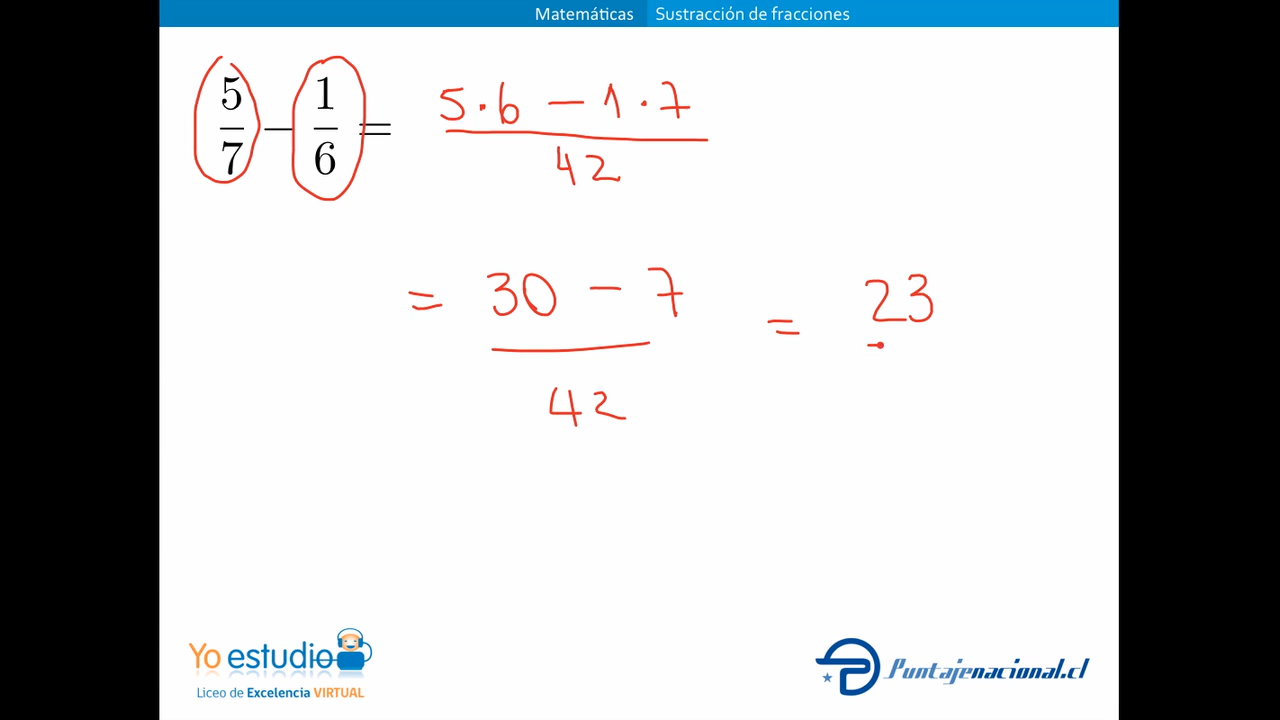 Matemáticas Sustracción de fracciones
5/7 − 1/6 = 5·6 − 1·7 / 42
= 30 − 7 / 42 = 23
Yo estudio
Liceo de Excelencia VIRTUAL
Puntajenacional.cl